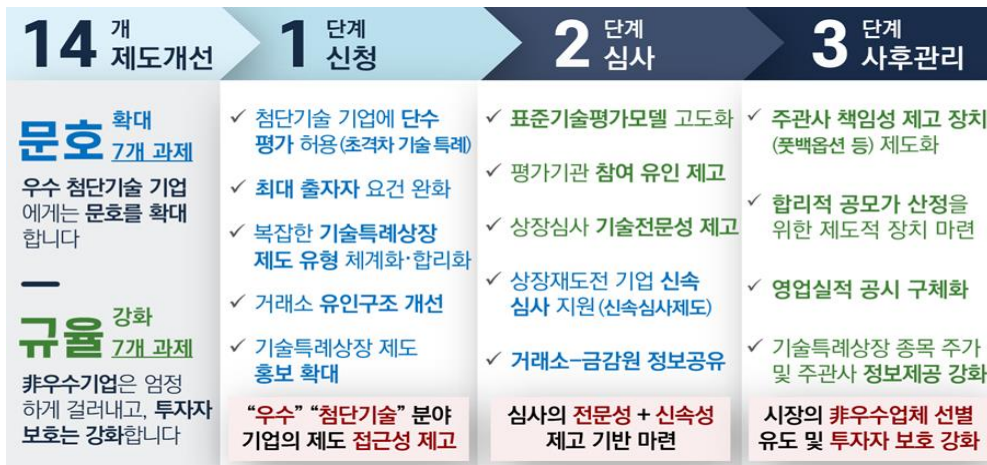 14 개
제도개선
1 단계
신청
2 단계
심사
3 단계
사후관리
문호 확대
7개 과제
우수 첨단기술 기업
에게는 문호를 확대
합니다
규율 강화
7개 과제
非우수기업은 엄정
하게 걸러내고, 투자자
보호는 강화합니다
✓ 첨단기술 기업에 단수
평가 허용(초격차 기술 특례)
✓ 최대 출자자 요건 완화
✓ 복잡한 기술특례상장
제도 유형 체계화·합리화
✓ 거래소 유인구조 개선
✓ 기술특례상장 제도
홍보 확대
“우수” “첨단기술” 분야
기업의 제도 접근성 제고
✓ 표준기술평가모델 고도화
✓ 평가기관 참여 유인 제고
✓ 상장심사 기술전문성 제고
✓ 상장재도전 기업 신속
심사 지원(신속심사제도)
✓ 거래소-금감원 정보공유
심사의 전문성 + 신속성
제고 기반 마련
✓ 주관사 책임성 제고 장치
(풋백옵션 등) 제도화
✓ 합리적 공모가 산정을
위한 제도적 장치 마련
✓ 영업실적 공시 구체화
✓ 기술특례상장 종목 주가
및 주관사 정보제공 강화
시장의 非우수업체 선별
유도 및 투자자 보호 강화